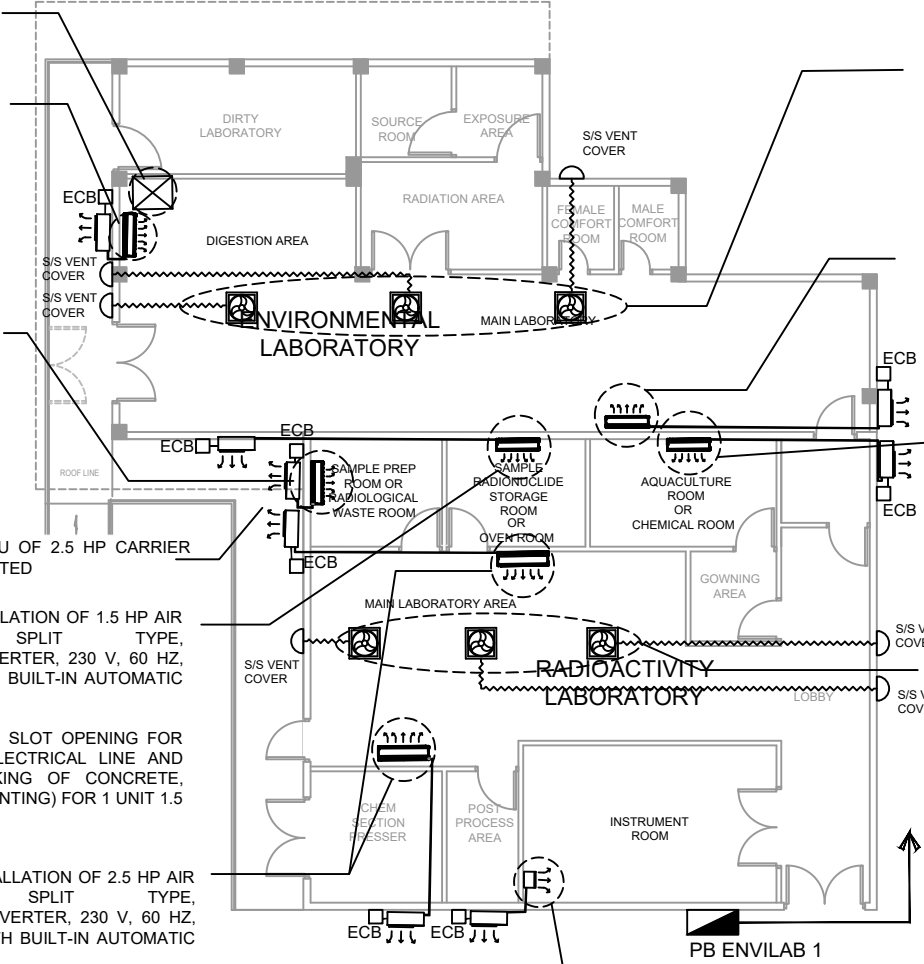 DIRTY
LABORATORY
SOURCE
ROOM
EXPOSURE
AREA
S/S VENT
COVER
ECB
RADIATION AREA
FEMALE
COMFORT
ROOM
MALE
COMFORT
ROOM
DIGESTION AREA
S/S VENT
COVER
S/S VENT
COVER
NVIRONMENTAL
LABORATORY
MAIN LABORATORY
ECB
ECB
ECB
ROOF LINE
SAMPLE PREP
ROOM OR
RADIOLOGICAL
WASTE ROOM
SAMPLE
RADIONUCLIDE
STORAGE
ROOM
OR
OVEN ROOM
AQUACULTURE
ROOM
OR
CHEMICAL ROOM
ECB
U OF 2.5 HP CARRIER
TED
ECB
GOWNING
AREA
LLATION OF 1.5 HP AIR
SPLIT TYPE,
ERTER, 230 V, 60 HZ,
BUILT-IN AUTOMATIC
MAIN LABORATORY AREA
S/S VENT
COVER
S/S VEN
COVE
RADIOACTIVITY
LABORATORY
LOBBY
S/S V
COV
SLOT OPENING FOR
LECTRICAL LINE AND
KING OF CONCRETE,
NTING) FOR 1 UNIT 1.5
CHEM
SECTION
PRESSER
POST
PROCESS
AREA
INSTRUMENT
ROOM
ALLATION OF 2.5 HP AIR
SPLIT TYPE,
VERTER, 230 V, 60 HZ,
TH BUILT-IN AUTOMATIC
ECB
ECB
PB ENVILAB 1